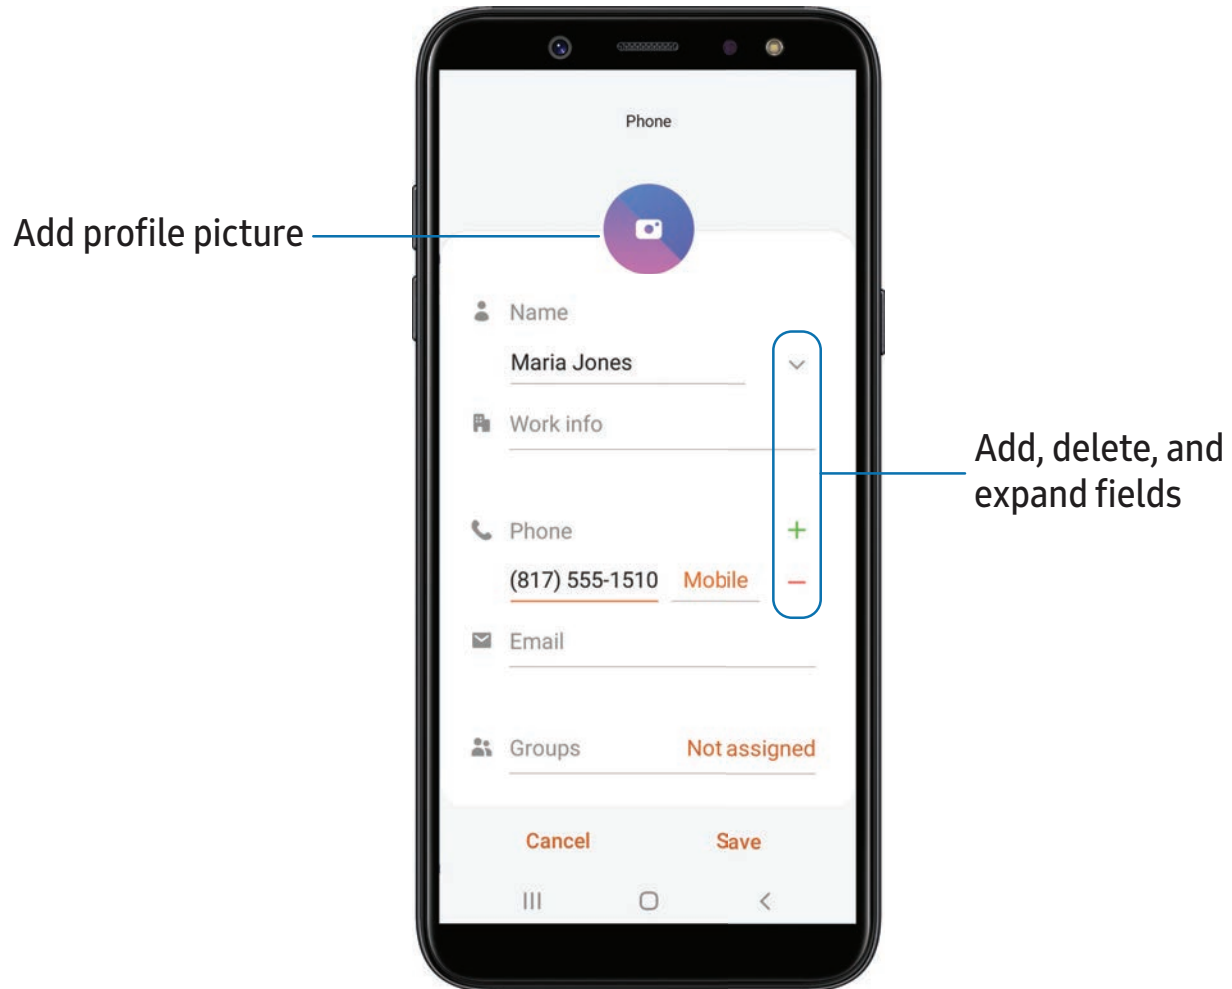 Phone
Add profile picture
Name
Maria Jones
Work info
Add, delete, and
expand fields
Phone
(817) 555-1510 Mobile
Email
Groups Not assigned
Cancel Save